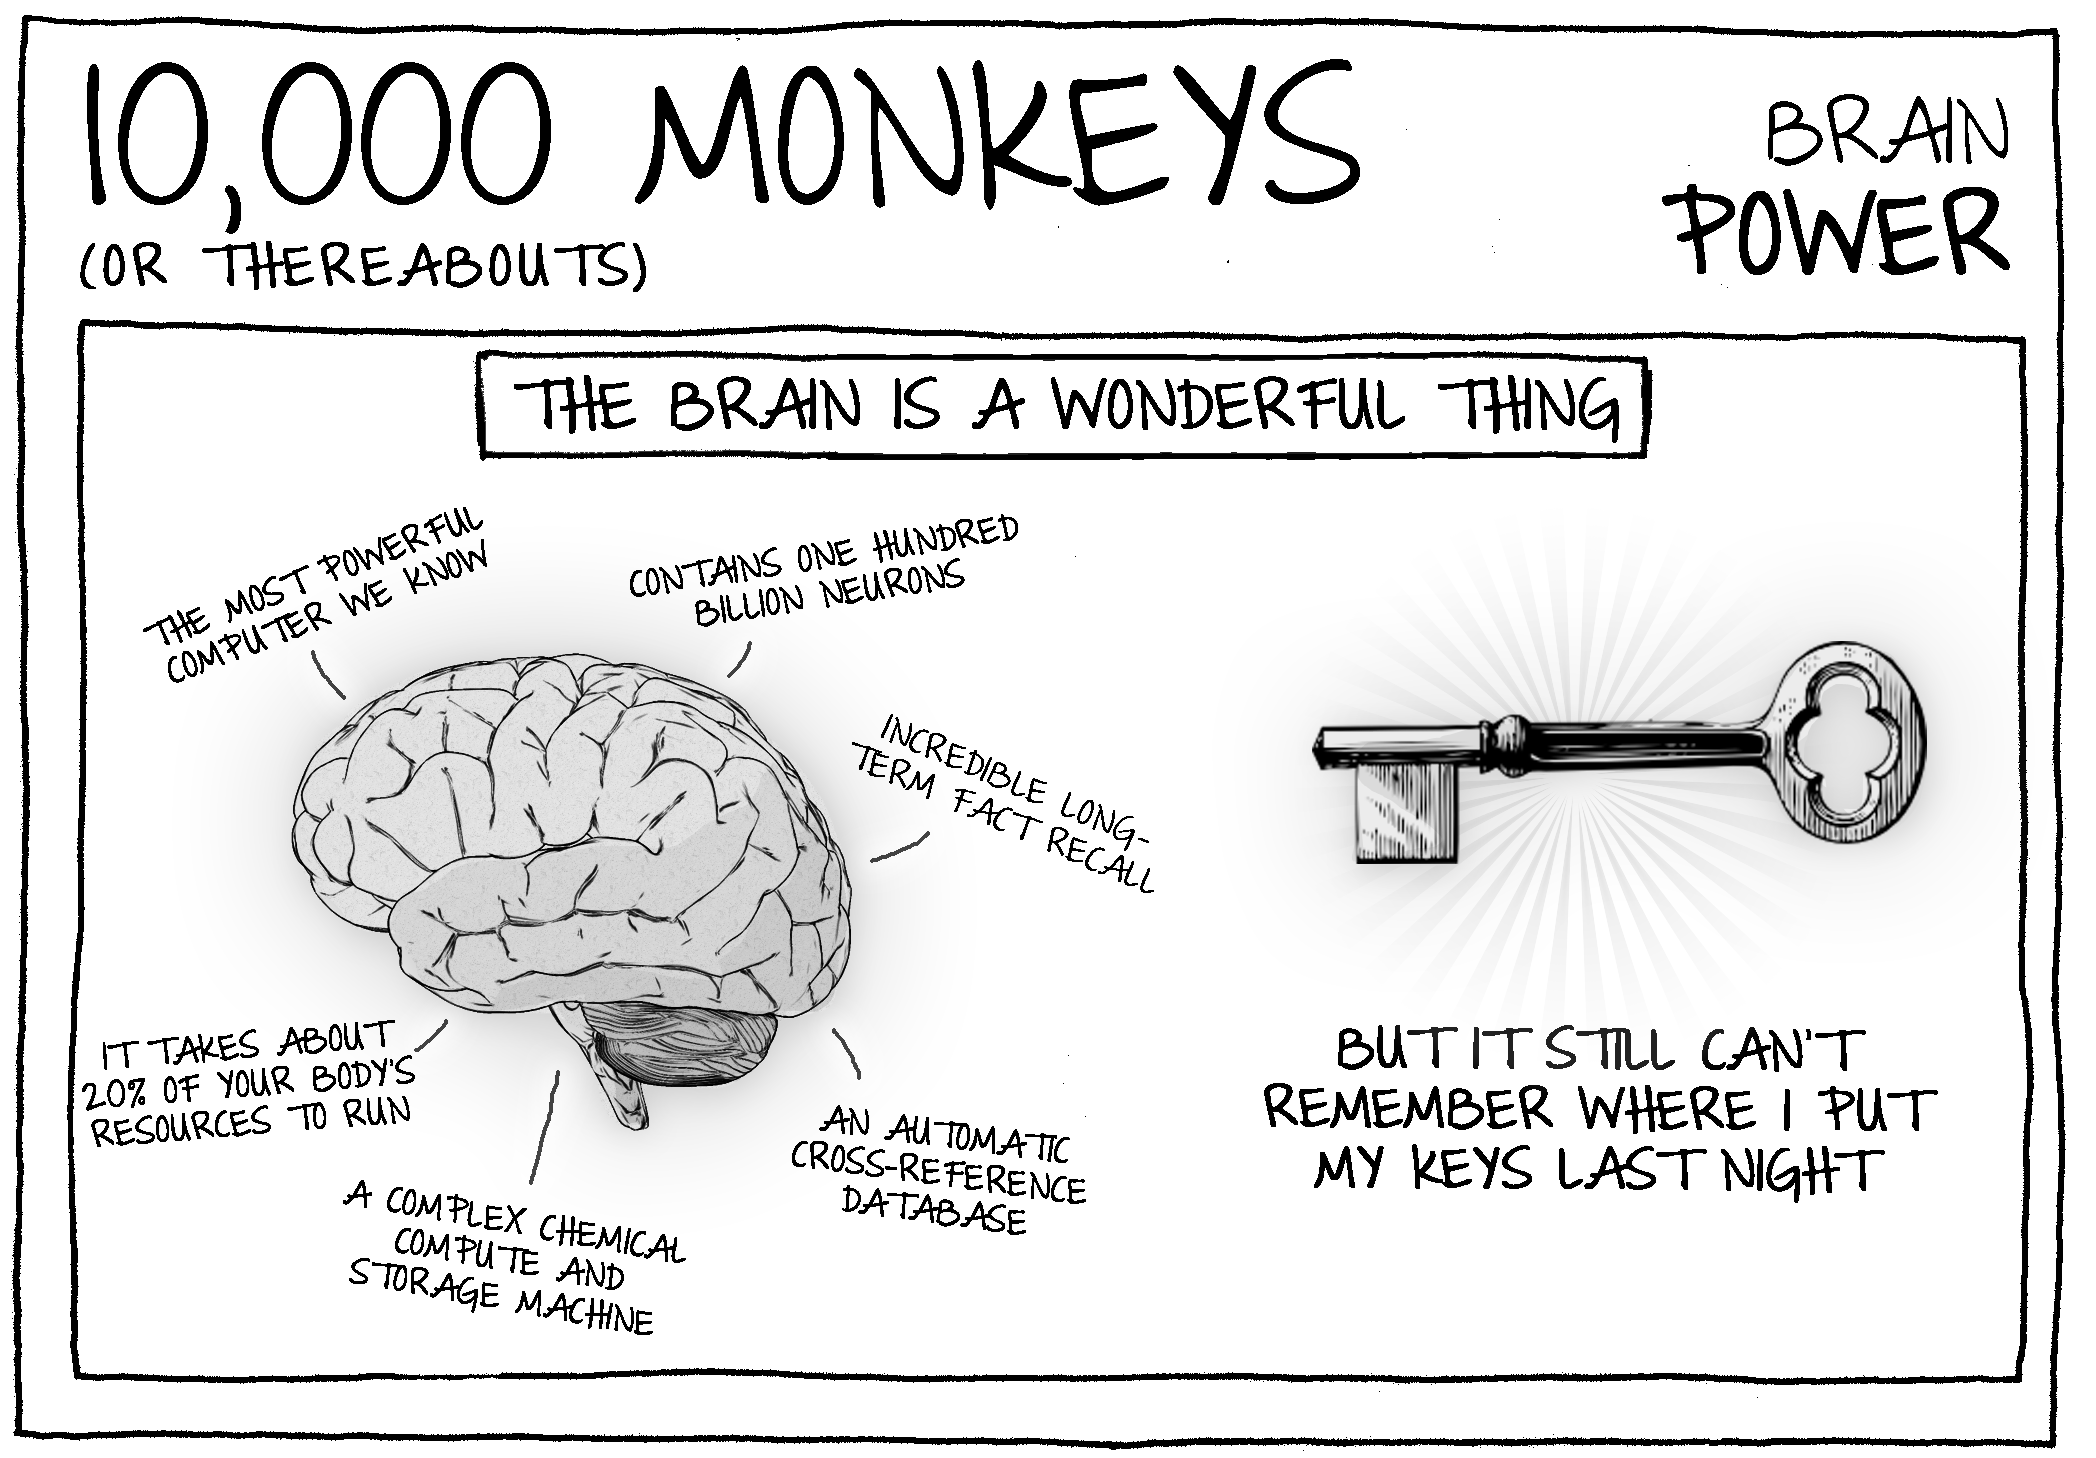 10,000 MONKEYS
(OR THEREABOUTS)
BRAIN
POWER
THE BRAIN IS A WONDERFUL THING
THE MOST POWERFUL
COMPUTER WE KNOW
CONTAINS ONE HUNDRED
BILLION NEURONS
INCREDIBLE LONG-
TERM FACT RECALL
IT TAKES ABOUT
20% OF YOUR BODY'S
RESOURCES TO RUN
A COMPLEX CHEMICAL
COMPUTE AND
STORAGE MACHINE
AN AUTOMATIC
CROSS-REFERENCE
DATABASE
BUT IT STILL CAN'T
REMEMBER WHERE I PUT
MY KEYS LAST NIGHT